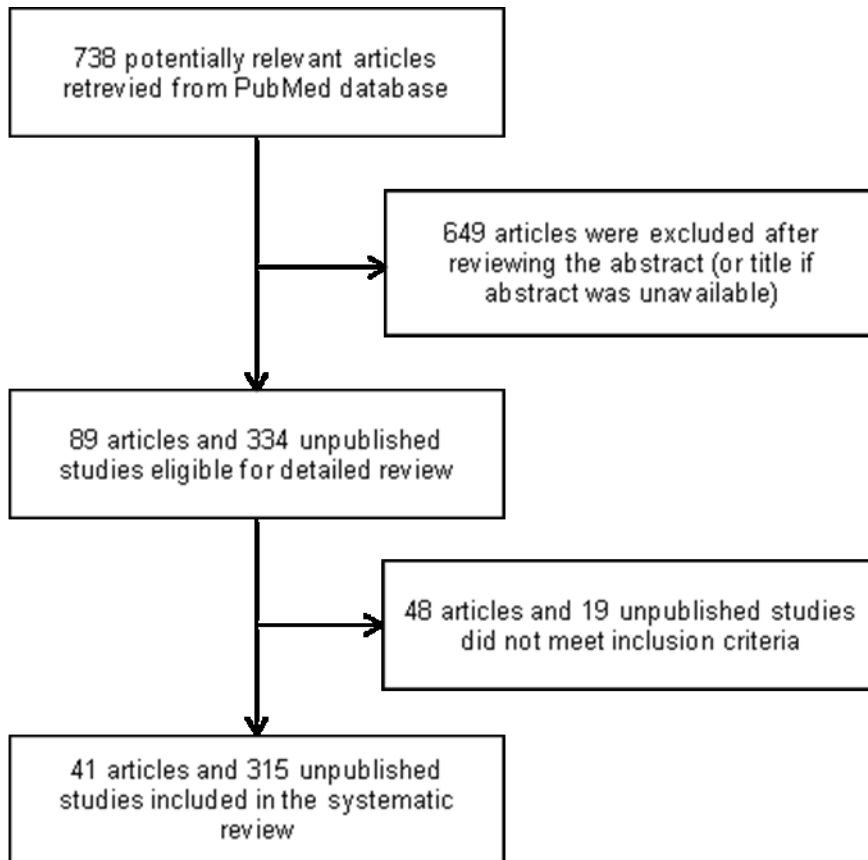 738 potentially relevant articles
retrevied from PubMed database
649 articles were excluded after
reviewing the abstract (or title if
abstract was unavailable)
89 articles and 334 unpublished
studies eligible for detailed review
48 articles and 19 unpublished studies
did not meet inclusion criteria
41 articles and 315 unpublished
studies included in the systematic
review